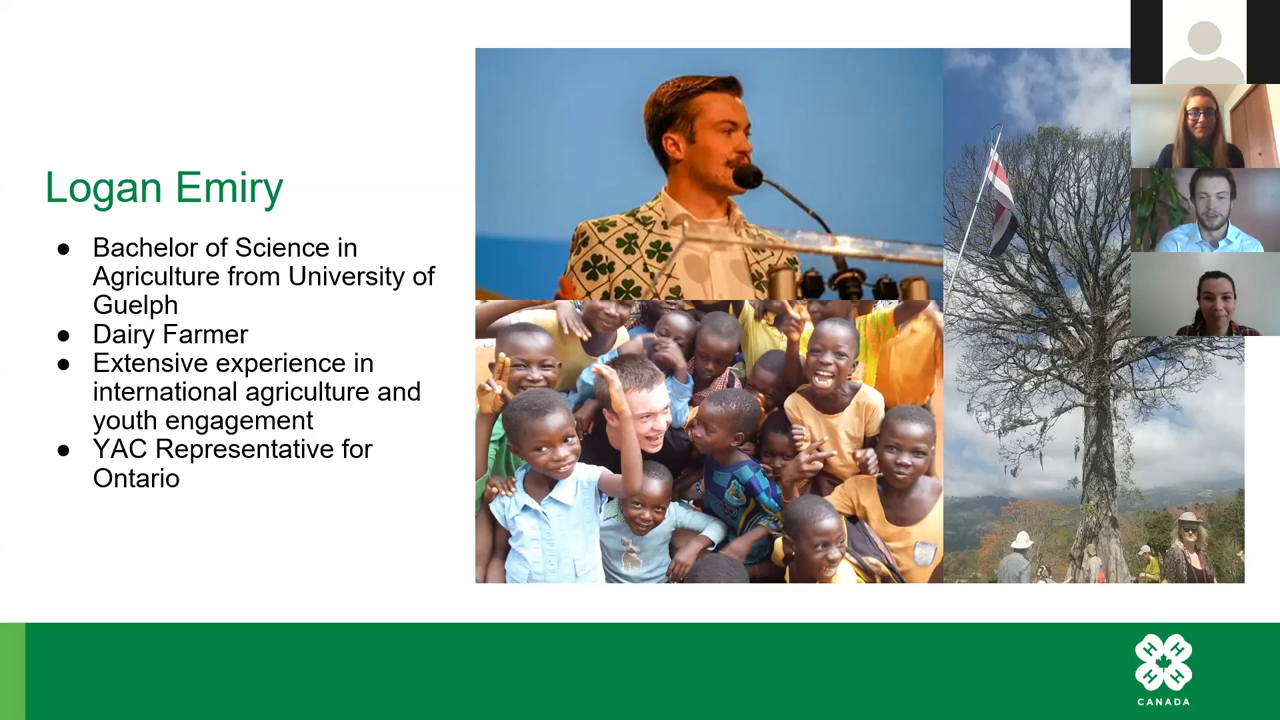 Logan Emiry
● Bachelor of Science in
Agriculture from University of
Guelph
● Dairy Farmer
● Extensive experience in
international agriculture and
youth engagement
● YAC Representative for
Ontario
H H
H H
CANADA